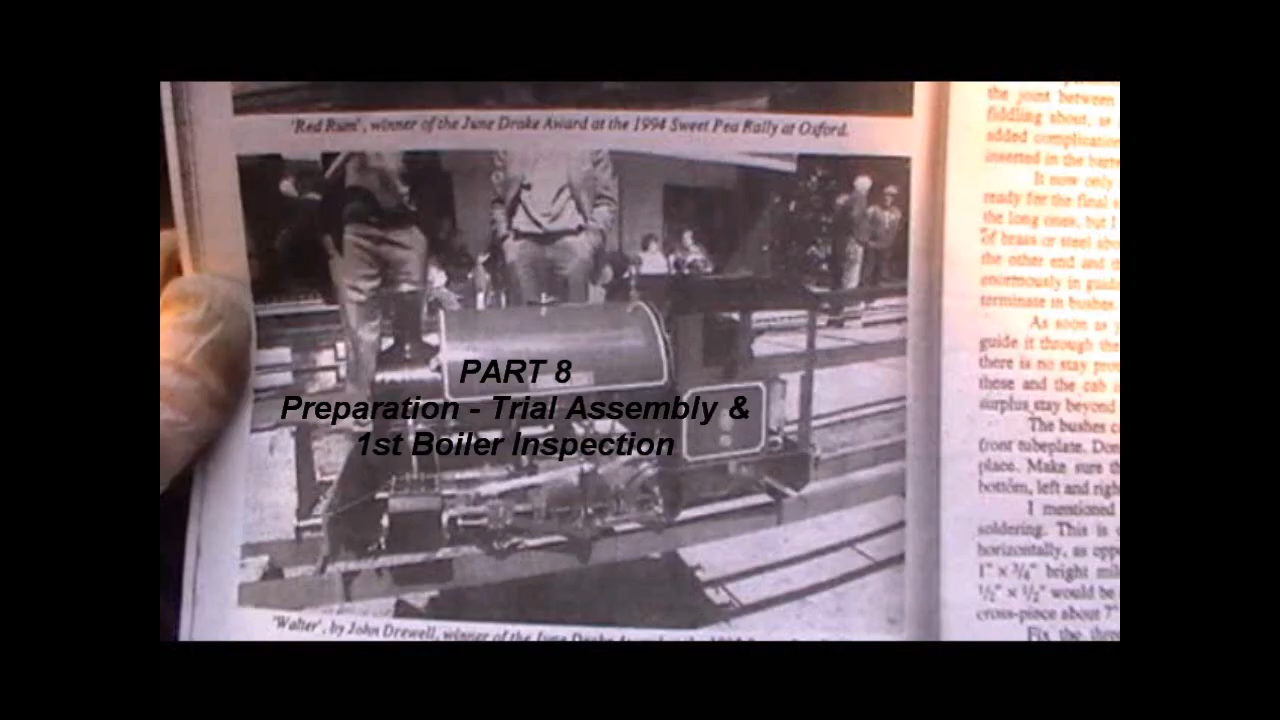 'Red Rum', winner of the June Drake Award at the 1994 Sweet Pea Rally at Oxford.
PART 8
Preparation - Trial Assembly &
1st Boiler Inspection
'Walter', by John Drewell, winner of the June Drake Award
the joint between
fiddling about, as
added complication
inserted in the barre
It now only
ready for the final s
the long ones, but I
of brass or steel abo
the other end and
enormously in guid
terminate in bushes
As soon as y
guide it through the
there is no stay pro
these and the cab
surplus stay beyond
The bushes c
front tubeplate. Don
place. Make sure th
bottom, left and righ
I mentioned
soldering. This is
horizontally, as opp
1" x 3/4" bright mil
1/2" x 1/2" would be
cross-piece about 7"
Fix the thre